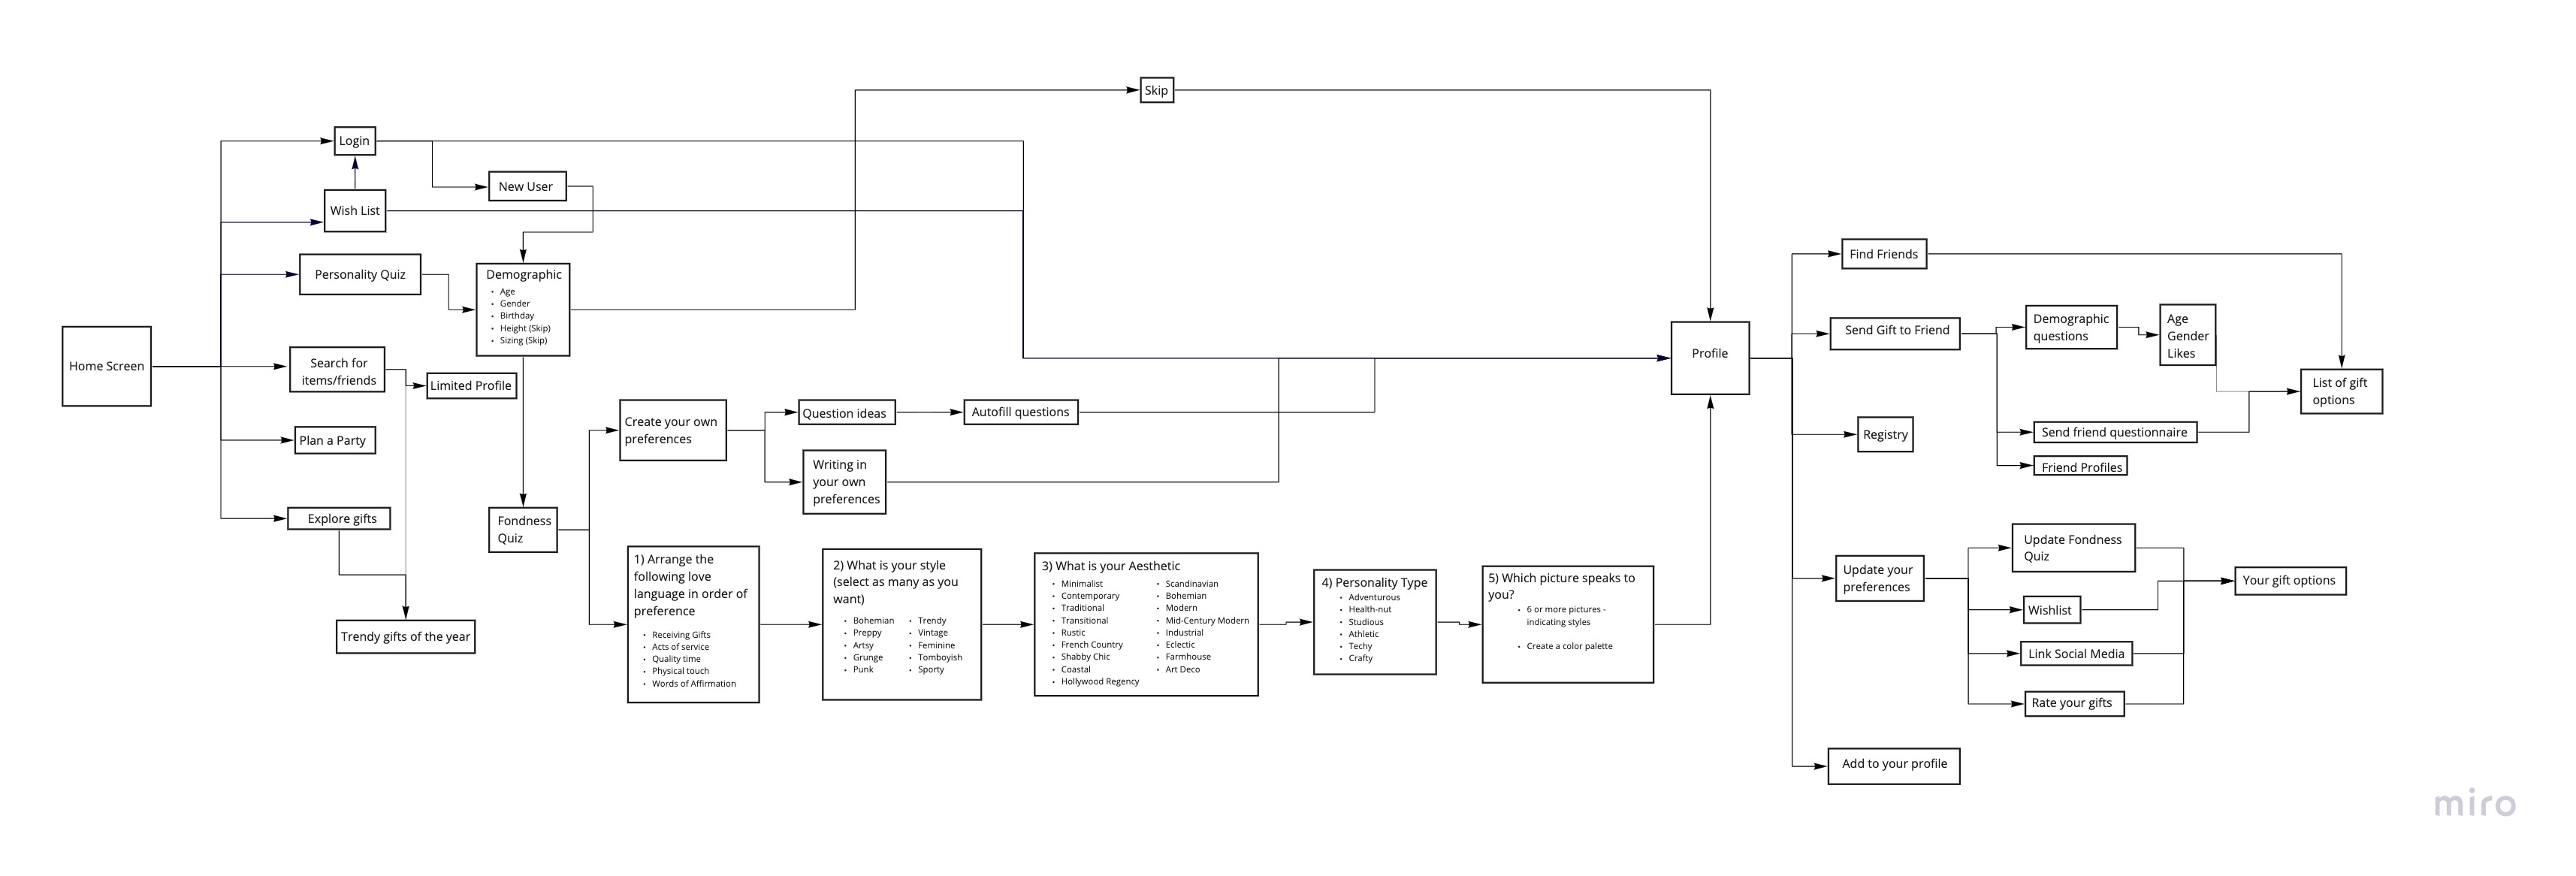 Skip
Login
New User
Wish List
Personality Quiz
Demographic
• Age
• Gender
• Birthday
• Height (Skip)
• Sizing (Skip)
Home Screen
Search for
items/friends
Limited Profile
Plan a Party
Explore gifts
Trendy gifts of the year
Fondness
Quiz
Create your own
preferences
Question ideas
Autofill questions
Writing in
your own
preferences
1) Arrange the
following love
language in order of
preference
• Receiving Gifts
• Acts of service
• Quality time
• Physical touch
• Words of Affirmation
2) What is your style
(select as many as you
want)
• Bohemian
• Preppy
• Artsy
• Grunge
• Punk
• Trendy
• Vintage
• Feminine
• Tomboyish
• Sporty
3) What is your Aesthetic
• Minimalist
• Contemporary
• Traditional
• Transitional
• Rustic
• French Country
• Shabby Chic
• Coastal
• Hollywood Regency
• Scandinavian
• Bohemian
• Modern
• Mid-Century Modern
• Industrial
• Eclectic
• Farmhouse
• Art Deco
4) Personality Type
• Adventurous
• Health-nut
• Studious
• Athletic
• Techy
• Crafty
5) Which picture speaks to
you?
• 6 or more pictures -
indicating styles
• Create a color palette
Profile
Find Friends
Send Gift to Friend
Demographic
questions
Age
Gender
Likes
List of gift
options
Send friend questionnaire
Friend Profiles
Registry
Update your
preferences
Update Fondness
Quiz
Wishlist
Link Social Media
Rate your gifts
Your gift options
Add to your profile
miro